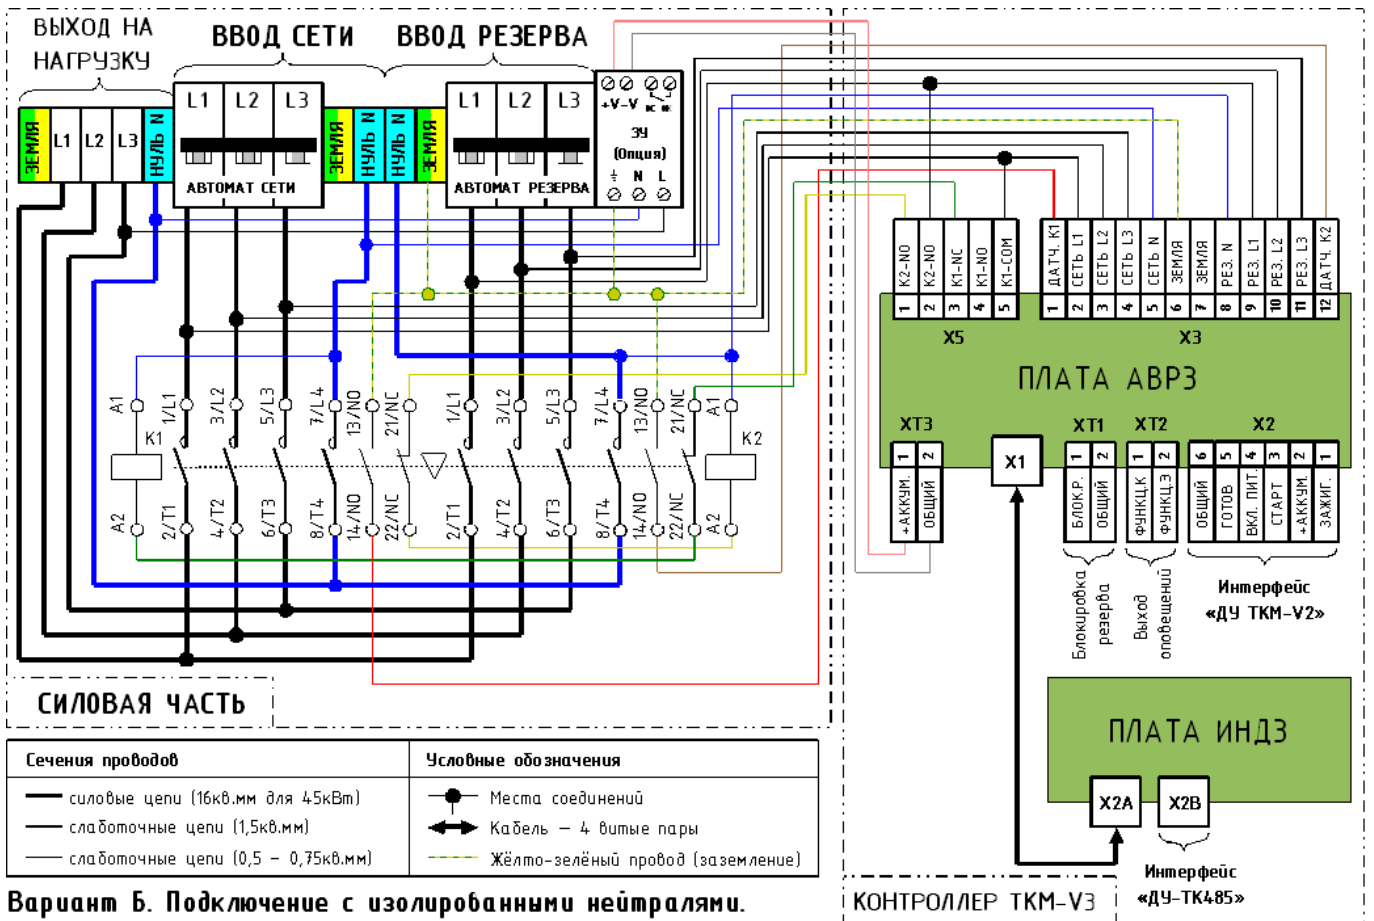 ВЫХОД НА
НАГРУЗКУ
ВВОД СЕТИ
ВВОД РЕЗЕРВА
ЗЕМЛЯ
L1
L2
L3
НУЛЬ N
L1
L2
L3
АВТОМАТ СЕТИ
ЗЕМЛЯ
НУЛЬ N
НУЛЬ N
ЗЕМЛЯ
L1
L2
L3
АВТОМАТ РЕЗЕРВА
+V-V
ЗУ
(Опция)
N
L
K2-NO
K2-NO
K1-NC
K1-NO
K1-COM
1
2
3
4
5
X5
ДАТЧ. K1
СЕТЬ L1
СЕТЬ L2
СЕТЬ L3
СЕТЬ N
ЗЕМЛЯ
ЗЕМЛЯ
РЕЗ. N
РЕЗ. L1
РЕЗ. L2
РЕЗ. L3
ДАТЧ. K2
1
2
3
4
5
6
7
8
9
10
11
12
X3
ПЛАТА АВР3
A1
1/L1
3/L2
5/L3
7/L4
13/NO
21/NC
1/L1
3/L2
5/L3
7/L4
13/NO
21/NC
A1
K1
K2
A2
2/T1
4/T2
6/T3
8/T4
14/NO
22/NC
2/T1
4/T2
6/T3
8/T4
14/NO
22/NC
A2
XT3
1
2
+АККУМ.
ОБЩИЙ
X1
XT1
1
2
БЛОК.Р.
ОБЩИЙ
XT2
1
2
ФУНКЦ.К
ФУНКЦ.Э
X2
6
5
4
3
2
1
ОБЩИЙ
ГОТОВ
ВКЛ. ПИТ.
СТАРТ
+АККУМ.
ЗАЖИГ.
Блокировка
резерва
Выход
оповещений
Интерфейс
«ДУ ТКМ-V2»
СИЛОВАЯ ЧАСТЬ
ПЛАТА ИНД3
X2A
X2B
Интерфейс
«ДУ-ТК485»
КОНТРОЛЛЕР ТКМ-V3
Сечения проводов
силовые цепи (16кв.мм для 45кВт)
слаботочные цепи (1,5кв.мм)
слаботочные цепи (0,5 – 0,75кв.мм)
Условные обозначения
Места соединений
Кабель – 4 витые пары
Жёлто-зелёный провод (заземление)
Вариант Б. Подключение с изолированными нейтралями.